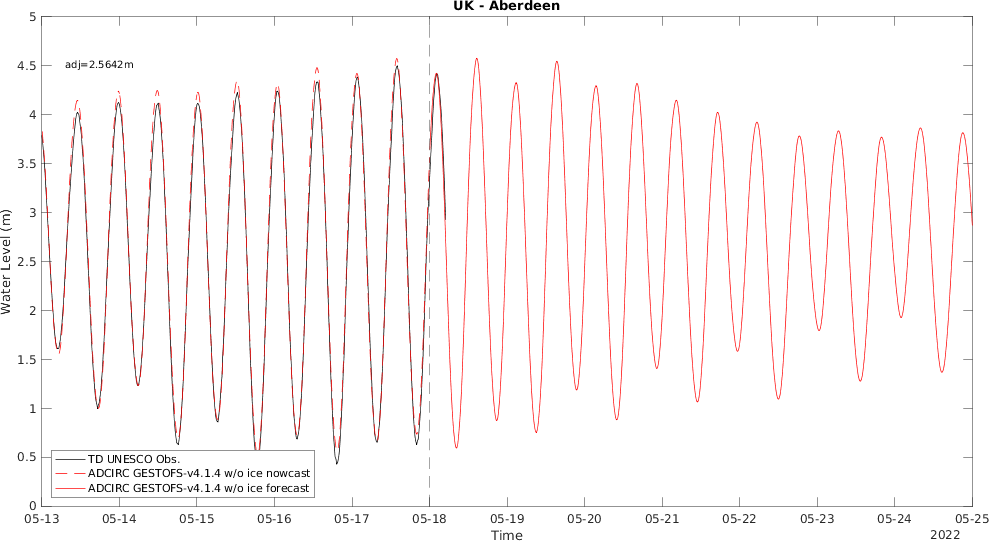 UK - Aberdeen
adj=2.5642m
Water Level (m)
5
4.5
4
3.5
3
2.5
2
1.5
1
0.5
0
TD UNESCO Obs.
ADCIRC GESTOFS-v4.1.4 w/o ice nowcast
ADCIRC GESTOFS-v4.1.4 w/o ice forecast
05-13 05-14 05-15 05-16 05-17 05-18 05-19 05-20 05-21 05-22 05-23 05-24 05-25
Time
2022